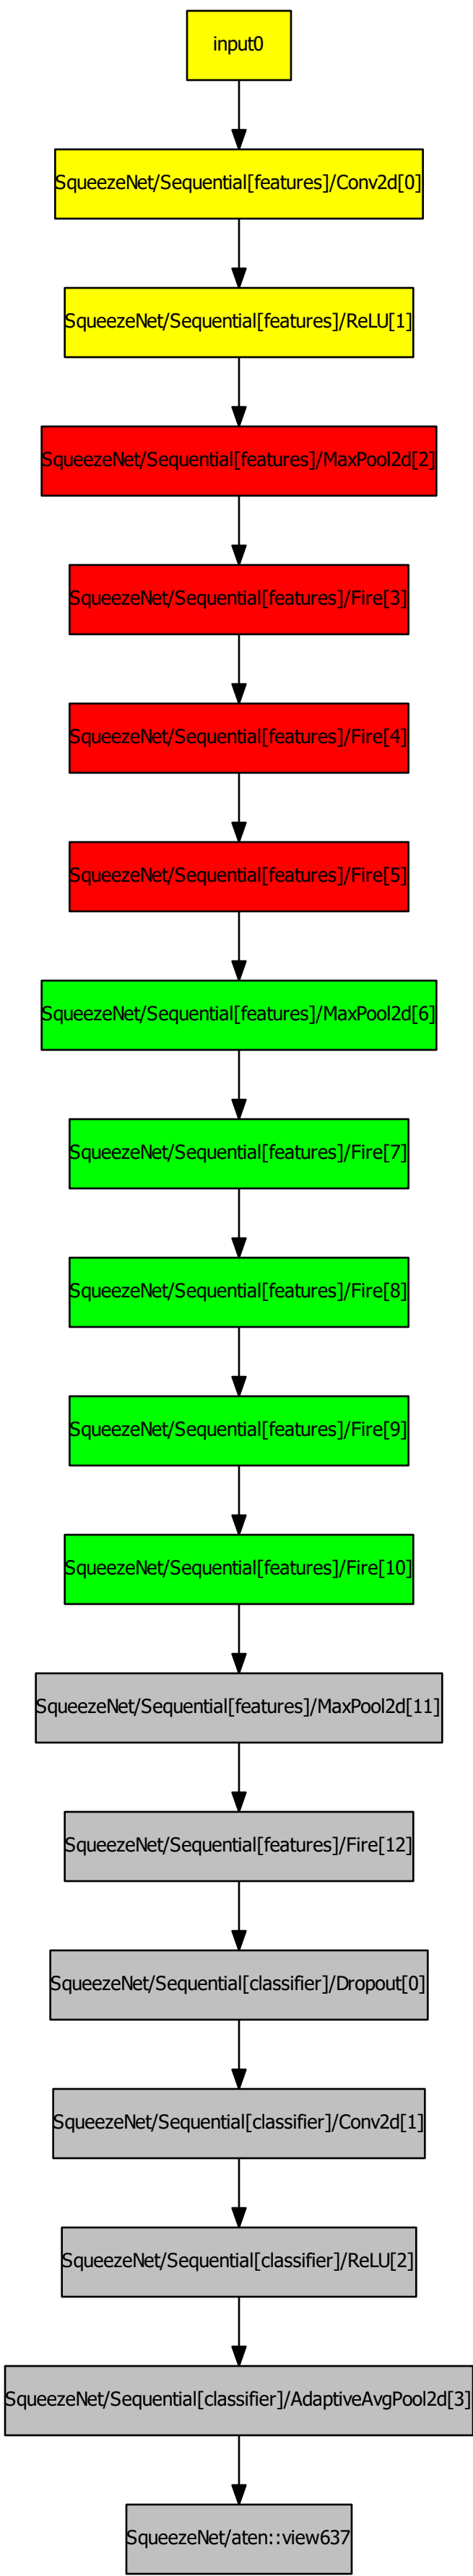 input0
SqueezeNet/Sequential[features]/Conv2d[0]
SqueezeNet/Sequential[features]/ReLU[1]
SqueezeNet/Sequential[features]/MaxPool2d[2]
SqueezeNet/Sequential[features]/Fire[3]
SqueezeNet/Sequential[features]/Fire[4]
SqueezeNet/Sequential[features]/Fire[5]
SqueezeNet/Sequential[features]/MaxPool2d[6]
SqueezeNet/Sequential[features]/Fire[7]
SqueezeNet/Sequential[features]/Fire[8]
SqueezeNet/Sequential[features]/Fire[9]
SqueezeNet/Sequential[features]/Fire[10]
SqueezeNet/Sequential[features]/MaxPool2d[11]
SqueezeNet/Sequential[features]/Fire[12]
SqueezeNet/Sequential[classifier]/Dropout[0]
SqueezeNet/Sequential[classifier]/Conv2d[1]
SqueezeNet/Sequential[classifier]/ReLU[2]
SqueezeNet/Sequential[classifier]/AdaptiveAvgPool2d[3]
SqueezeNet/aten::view637